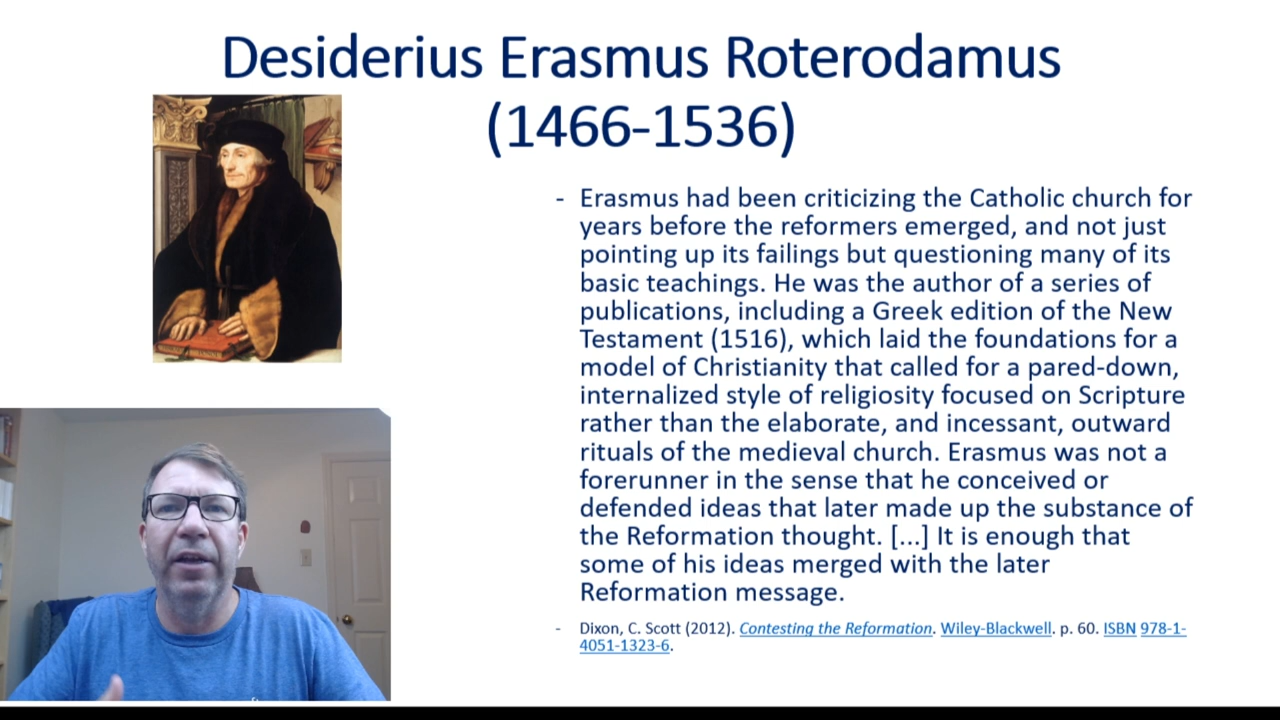 Desiderius Erasmus Roterodamus
(1466-1536)
- Erasmus had been criticizing the Catholic church for
years before the reformers emerged, and not just
pointing up its failings but questioning many of its
basic teachings. He was the author of a series of
publications, including a Greek edition of the New
Testament (1516), which laid the foundations for a
model of Christianity that called for a pared-down,
internalized style of religiosity focused on Scripture
rather than the elaborate, and incessant, outward
rituals of the medieval church. Erasmus was not a
forerunner in the sense that he conceived or
defended ideas that later made up the substance of
the Reformation thought. [...] It is enough that
some of his ideas merged with the later
Reformation message.
- Dixon, C. Scott (2012). Contesting the Reformation. Wiley-Blackwell. p. 60. ISBN 978-1-
4051-1323-6.